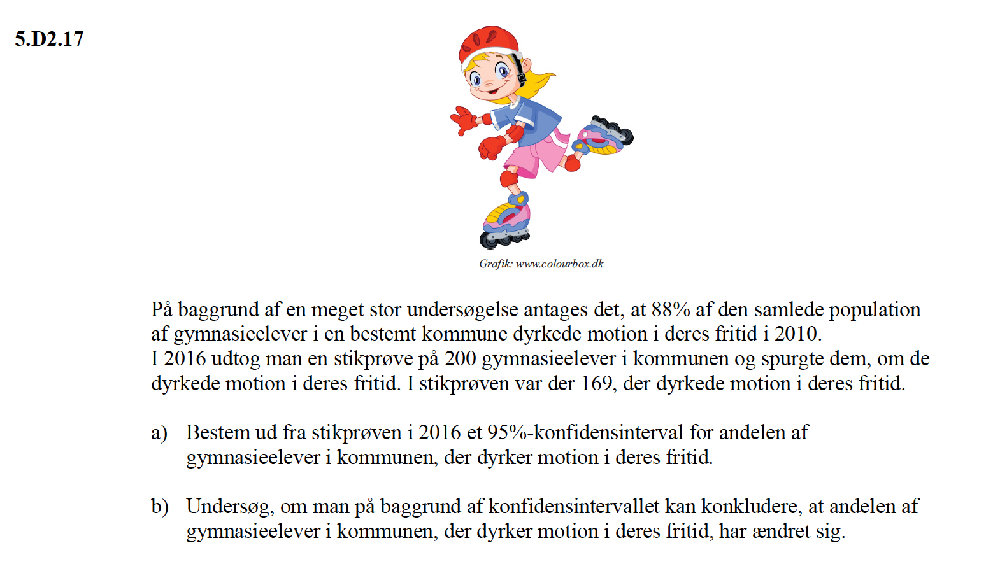 5.D2.17
Grafik: www.colourbox.dk
På baggrund af en meget stor undersøgelse antages det, at 88% af den samlede population
af gymnasieelever i en bestemt kommune dyrkede motion i deres fritid i 2010.
I 2016 udtog man en stikprøve på 200 gymnasieelever i kommunen og spurgte dem, om de
dyrkede motion i deres fritid. I stikprøven var der 169, der dyrkede motion i deres fritid.
a) Bestem ud fra stikprøven i 2016 et 95%-konfidensinterval for andelen af
gymnasieelever i kommunen, der dyrker motion i deres fritid.
b) Undersøg, om man på baggrund af konfidensintervallet kan konkludere, at andelen af
gymnasieelever i kommunen, der dyrker motion i deres fritid, har ændret sig.